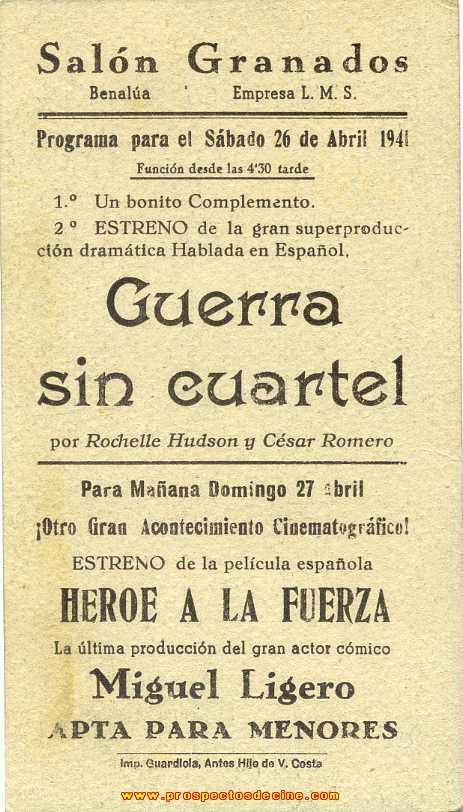 Salón Granados
Benalúa Empresa L. M. S.
Programa para el Sábado 26 de Abril 1941
Función desde las 4'30 tarde
1.º Un bonito Complemento.
2 º ESTRENO de la gran superproduc-
ción dramática Hablada en Español,
Guerra
sin cuartel
por Rochelle Hudson y César Romero
Para Mañana Domingo 27 abril
¡Otro Gran Acontecimiento Cinematográfico!
ESTRENO de la película española
HEROE A LA FUERZA
La última producción del gran actor cómico
Miguel Ligero
APTA PARA MENORES
Imp. Guardiola, Antes Hijo de V. Costa
www.prospectosdecine.com